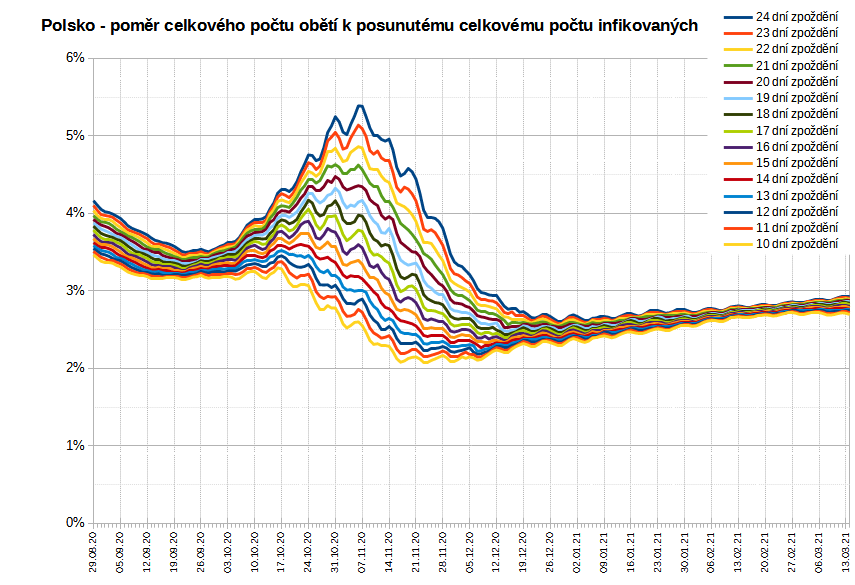 Polsko - poměr celkového počtu obětí k posunutému celkovému počtu infikovaných
24 dní zpoždění
23 dní zpoždění
22 dní zpoždění
21 dní zpoždění
20 dní zpoždění
19 dní zpoždění
18 dní zpoždění
17 dní zpoždění
16 dní zpoždění
15 dní zpoždění
14 dní zpoždění
13 dní zpoždění
12 dní zpoždění
11 dní zpoždění
10 dní zpoždění
6%
5%
4%
3%
2%
1%
0%
29.08.20
05.09.20
12.09.20
19.09.20
26.09.20
03.10.20
10.10.20
17.10.20
24.10.20
31.10.20
07.11.20
14.11.20
21.11.20
28.11.20
05.12.20
12.12.20
19.12.20
26.12.20
02.01.21
09.01.21
16.01.21
23.01.21
30.01.21
06.02.21
13.02.21
20.02.21
27.02.21
06.03.21
13.03.21